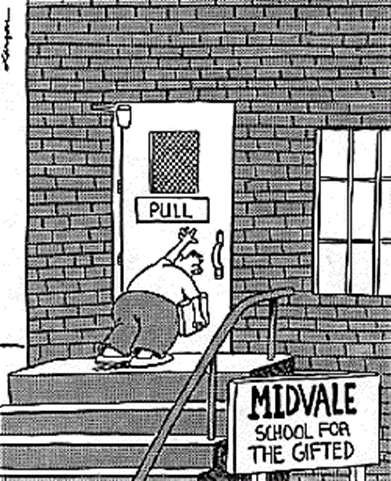 PULL
MIDVALE
SCHOOL FOR
THE GIFTED